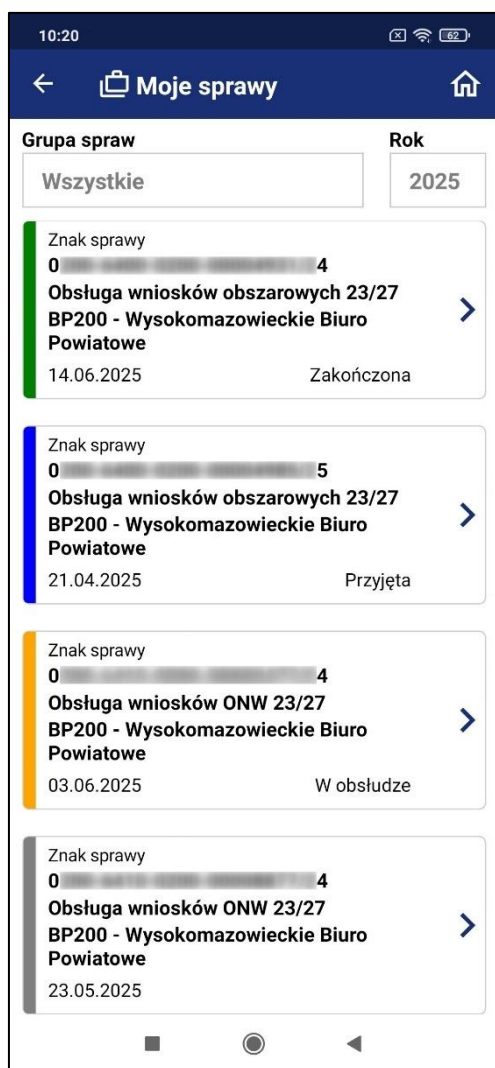 10:20
62
Moje sprawy
Grupa spraw Rok
Wszystkie 2025
Znak sprawy
0 4
Obsługa wniosków obszarowych 23/27
BP200 - Wysokomazowieckie Biuro
Powiatowe
14.06.2025 Zakończona
Znak sprawy
0 5
Obsługa wniosków obszarowych 23/27
BP200 - Wysokomazowieckie Biuro
Powiatowe
21.04.2025 Przyjęta
Znak sprawy
0 4
Obsługa wniosków ONW 23/27
BP200 - Wysokomazowieckie Biuro
Powiatowe
03.06.2025 W obsłudze
Znak sprawy
0 4
Obsługa wniosków ONW 23/27
BP200 - Wysokomazowieckie Biuro
Powiatowe
23.05.2025